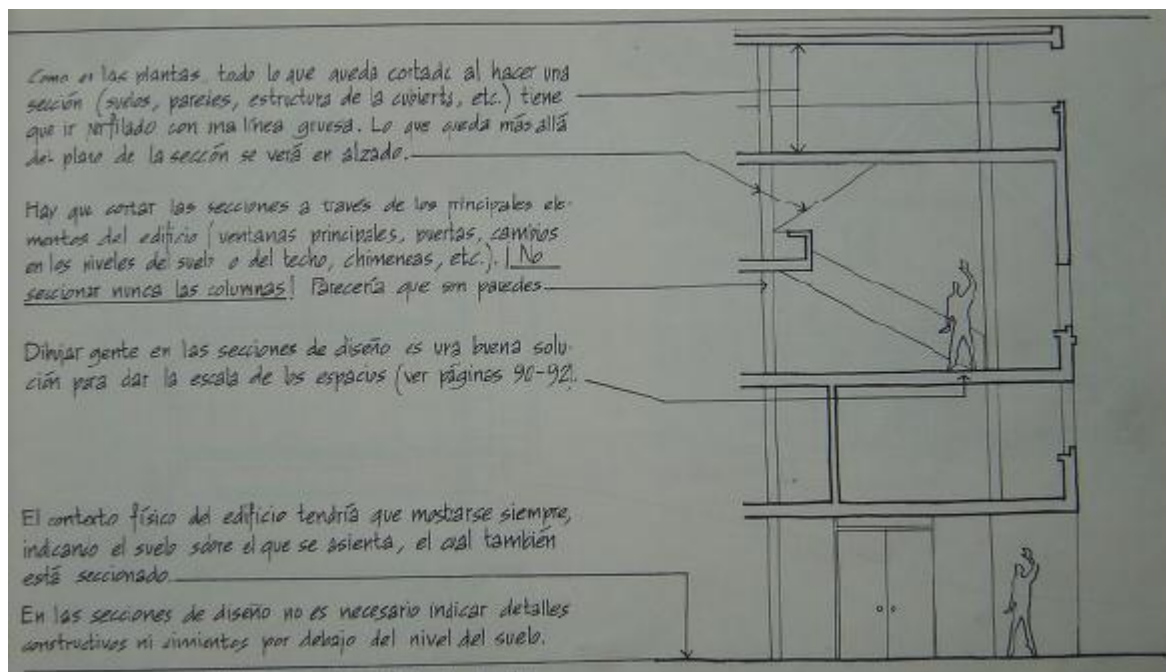 Como en las plantas, todo lo que queda cortado al hacer una
sección (suelos, paredes, estructura de la cubierta, etc.) tiene
que ir perfilado con una línea gruesa. Lo que queda más allá
del plano de la sección se verá en alzado.
Hay que cortar las secciones a través de los principales ele-
mentos del edificio (ventanas principales, puertas, cambios
en los niveles del suelo o del techo, chimeneas, etc.). ¡No
seccionar nunca las columnas! Parecería que son paredes.
Dibujar gente en las secciones de diseño es una buena solu-
ción para dar la escala de los espacios (ver páginas 90-92).
El contexto físico del edificio tendría que mostrarse siempre,
indicando el suelo sobre el que se asienta, el cual también
está seccionado.
En las secciones de diseño no es necesario indicar detalles
constructivos ni cimientos por debajo del nivel del suelo.